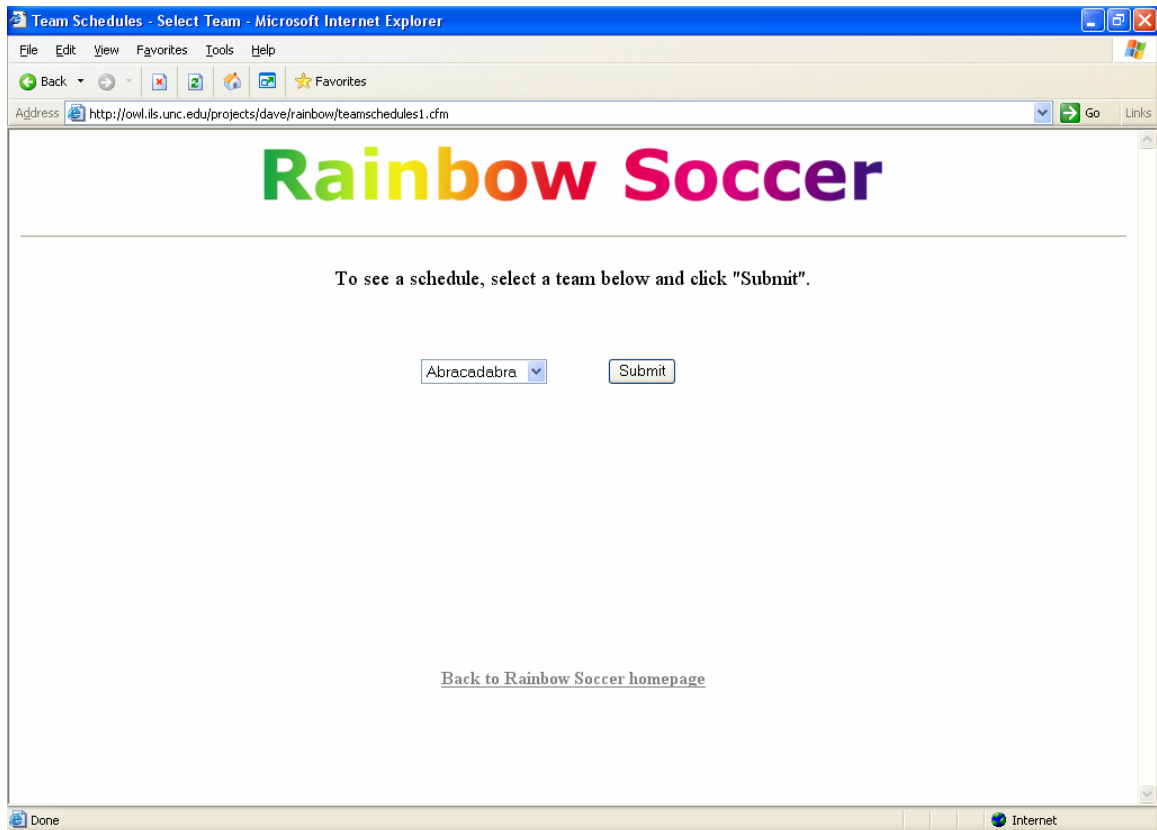 Team Schedules - Select Team - Microsoft Internet Explorer
File Edit View Favorites Tools Help
Back Favorites
Address http://owl.ils.unc.edu/projects/dave/rainbow/teamschedules1.cfm Go Links
Rainbow Soccer
To see a schedule, select a team below and click "Submit".
Abracadabra Submit
Back to Rainbow Soccer homepage
Done Internet